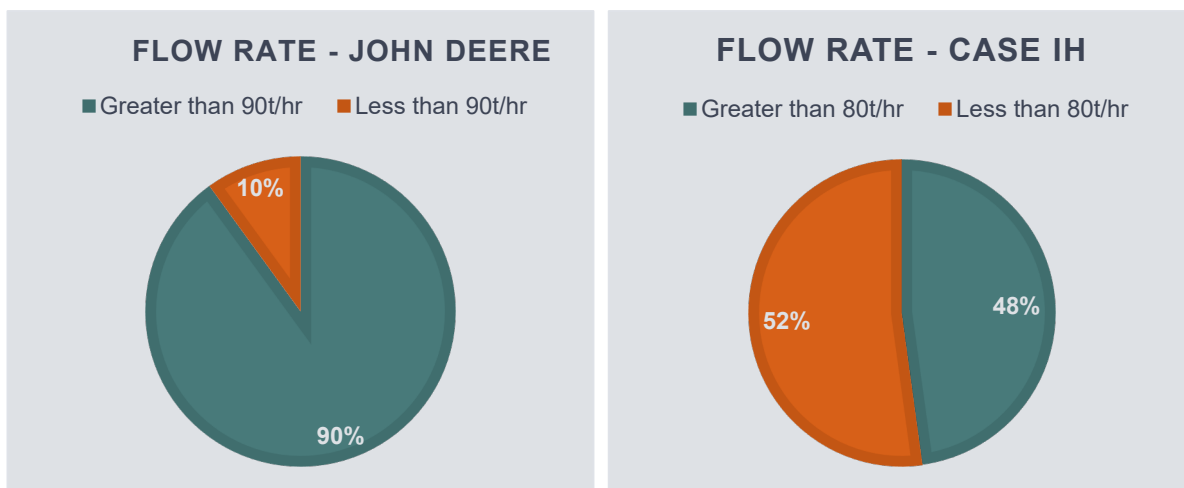 FLOW RATE - JOHN DEERE
Greater than 90t/hr Less than 90t/hr
10%
90%
FLOW RATE - CASE IH
Greater than 80t/hr Less than 80t/hr
48%
52%